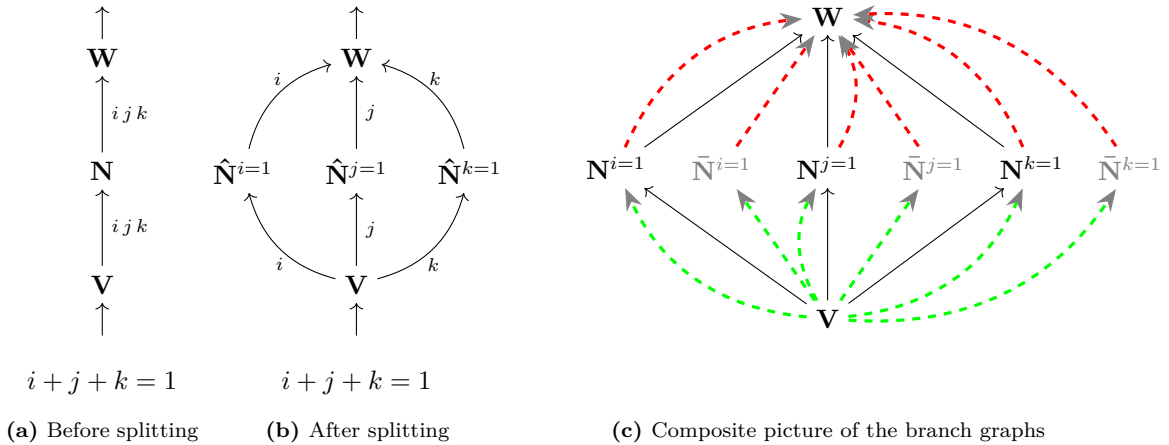 W
i j k
N
i j k
V
i + j + k = 1
(a) Before splitting
W
i
j
k
N̂^{i=1}
N̂^{j=1}
N̂^{k=1}
i
j
k
V
i + j + k = 1
(b) After splitting
W
N^{i=1}
N̄^{i=1}
N^{j=1}
N̄^{j=1}
N^{k=1}
N̄^{k=1}
V
(c) Composite picture of the branch graphs